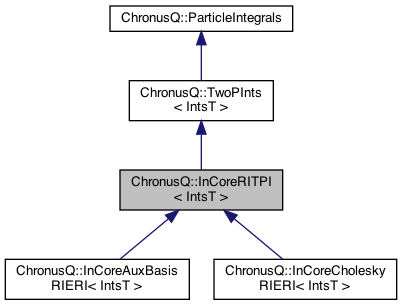 ChronusQ::ParticleIntegrals
ChronusQ::TwoPInts
< IntsT >
ChronusQ::InCoreRITPI
< IntsT >
ChronusQ::InCoreAuxBasis
RIERI< IntsT >
ChronusQ::InCoreCholesky
RIERI< IntsT >